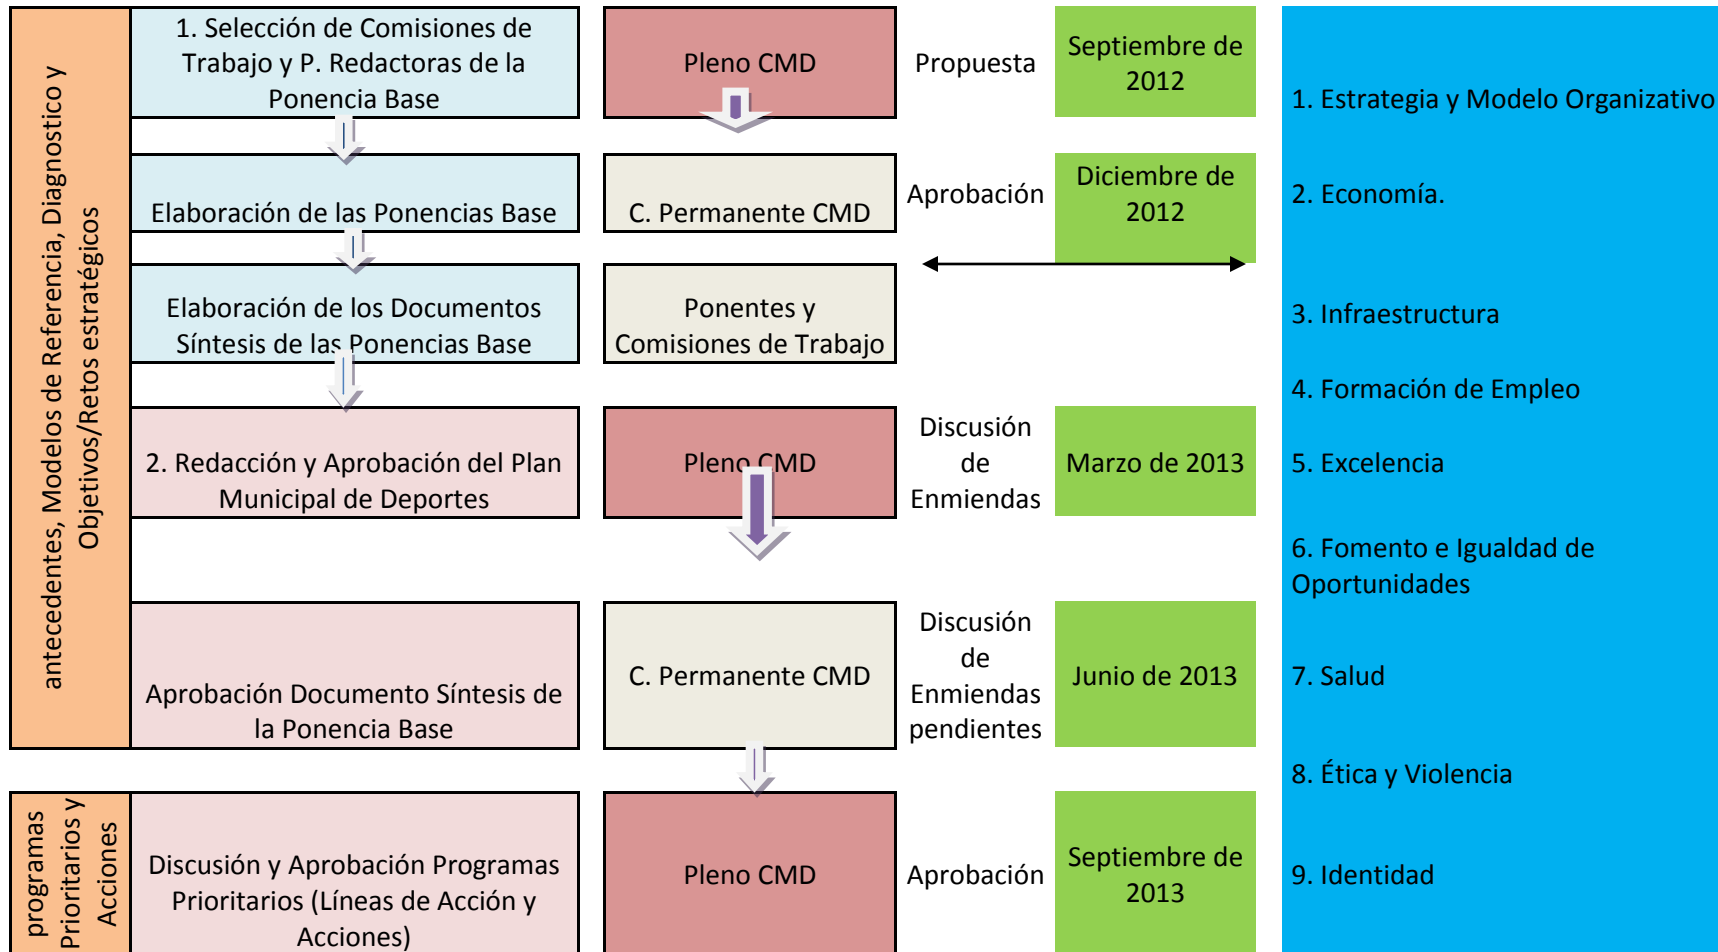 antecedentes, Modelos de Referencia, Diagnostico y
Objetivos/Retos estratégicos
1. Selección de Comisiones de
Trabajo y P. Redactoras de la
Ponencia Base
Pleno CMD
Propuesta
Septiembre de
2012
Elaboración de las Ponencias Base
C. Permanente CMD
Aprobación
Diciembre de
2012
Elaboración de los Documentos
Síntesis de las Ponencias Base
Ponentes y
Comisiones de Trabajo
2. Redacción y Aprobación del Plan
Municipal de Deportes
Pleno CMD
Discusión
de
Enmiendas
Marzo de 2013
Aprobación Documento Síntesis de
la Ponencia Base
C. Permanente CMD
Discusión
de
Enmiendas
pendientes
Junio de 2013
programas
Prioritarios y
Acciones
Discusión y Aprobación Programas
Prioritarios (Líneas de Acción y
Acciones)
Pleno CMD
Aprobación
Septiembre de
2013
1. Estrategia y Modelo Organizativo
2. Economía.
3. Infraestructura
4. Formación de Empleo
5. Excelencia
6. Fomento e Igualdad de
Oportunidades
7. Salud
8. Ética y Violencia
9. Identidad